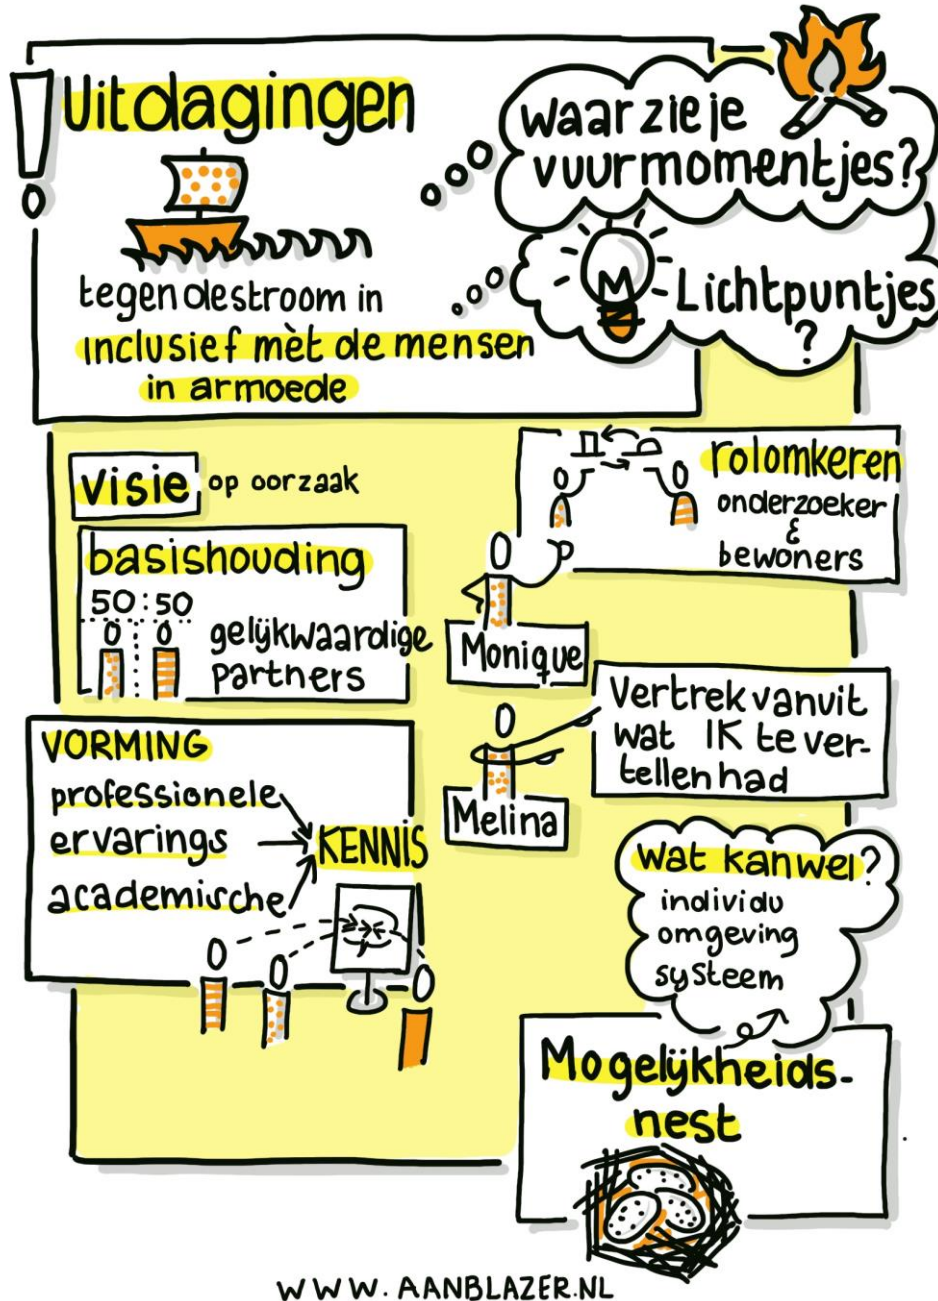 !
Uitdagingen
tegen de stroom in
inclusief mèt de mensen
in armoede
waar zie je
vuurmomentjes?
Lichtpuntjes
?
visie op oorzaak
basishouding
50:50
gelijkwaardige
partners
VORMING
professionele
ervarings
academische
KENNIS
rolomkeren
onderzoeker
&
bewoners
Monique
Melina
Vertrek vanuit
wat IK te ver-
tellen had
wat kan wel?
individu
omgeving
systeem
Mogelijkheids-
nest
WWW.AANBLAZER.NL